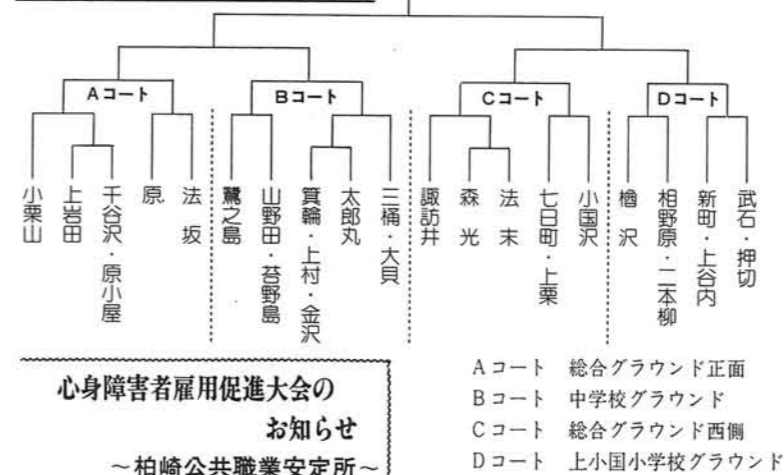 Aコート
Bコート
Cコート
Dコート
小栗山
上岩田
千谷沢・原小屋
原
法坂
鷺之島
山野田・苔野島
箕輪・上村・金沢
太郎丸
三桶・大貝
諏訪井
森光
法末
七日町・上栗
小国沢
楢沢
相野原・二本柳
新町・上谷内
武石・押切
Aコート 総合グラウンド正面
Bコート 中学校グラウンド
Cコート 総合グラウンド西側
Dコート 上小国小学校グラウンド
心身障害者雇用促進大会の
お知らせ
～柏崎公共職業安定所～